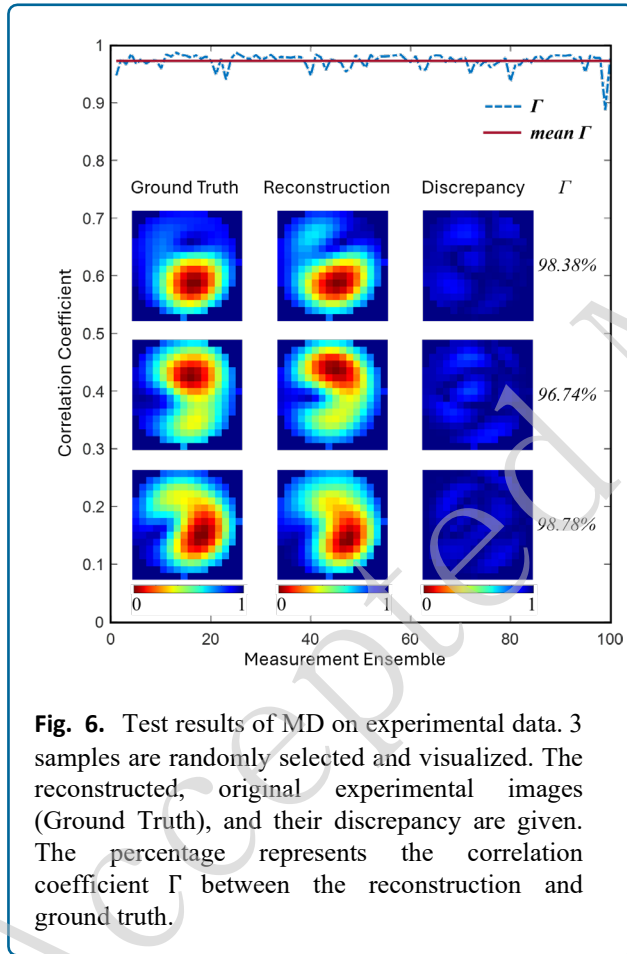 1
0.9
0.8
0.7
0.6
0.5
0.4
0.3
0.2
0.1
0
Correlation Coefficient
Γ
mean Γ
Ground Truth Reconstruction Discrepancy Γ
98.38%
96.74%
98.78%
0 1 0 1 0 1
0 20 40 60 80 100
Measurement Ensemble
Fig. 6. Test results of MD on experimental data. 3
samples are randomly selected and visualized. The
reconstructed, original experimental images
(Ground Truth), and their discrepancy are given.
The percentage represents the correlation
coefficient Γ between the reconstruction and
ground truth.
Accepted M